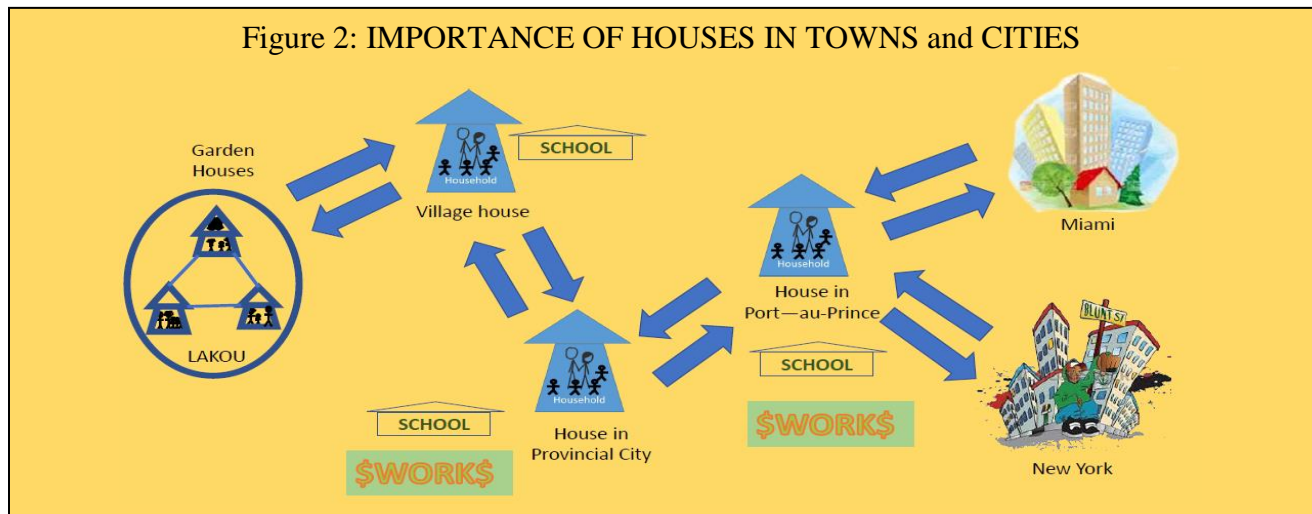 Figure 2: IMPORTANCE OF HOUSES IN TOWNS and CITIES
Garden
Houses
LAKOU
Household
Village house
SCHOOL
Household
House in
Provincial City
SCHOOL
$WORK$
Household
House in
Port—au-Prince
SCHOOL
$WORK$
Miami
BLUNT ST
New York